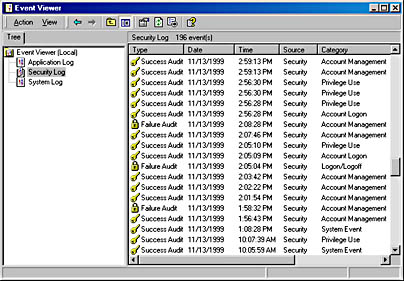 Event Viewer
Action View
Tree
Security Log 196 event(s)
Event Viewer (Local)
Application Log
Security Log
System Log
Type Date Time Source Category
Success Audit 11/13/1999 2:59:13 PM Security Account Management
Success Audit 11/13/1999 2:59:13 PM Security Account Management
Success Audit 11/13/1999 2:56:30 PM Security Privilege Use
Success Audit 11/13/1999 2:56:30 PM Security Privilege Use
Success Audit 11/13/1999 2:56:28 PM Security Privilege Use
Success Audit 11/13/1999 2:56:28 PM Security Account Logon
Failure Audit 11/13/1999 2:08:28 PM Security Account Management
Success Audit 11/13/1999 2:07:46 PM Security Account Management
Success Audit 11/13/1999 2:05:10 PM Security Privilege Use
Success Audit 11/13/1999 2:05:09 PM Security Account Logon
Failure Audit 11/13/1999 2:05:04 PM Security Logon/Logoff
Success Audit 11/13/1999 2:03:42 PM Security Account Management
Success Audit 11/13/1999 2:02:22 PM Security Account Management
Success Audit 11/13/1999 2:01:54 PM Security Account Management
Failure Audit 11/13/1999 1:58:32 PM Security Account Management
Success Audit 11/13/1999 1:56:43 PM Security Account Management
Success Audit 11/13/1999 1:08:28 PM Security System Event
Success Audit 11/13/1999 10:07:39 AM Security Privilege Use
Success Audit 11/13/1999 10:05:59 AM Security System Event